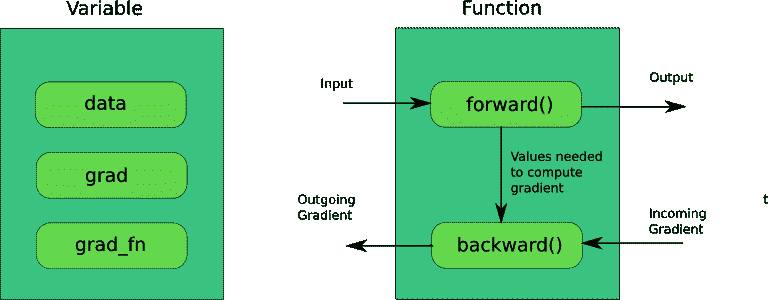 Variable
data
grad
grad_fn
Function
Input
forward()
Output
Values needed
to compute
gradient
Outgoing
Gradient
backward()
Incoming
Gradient
t